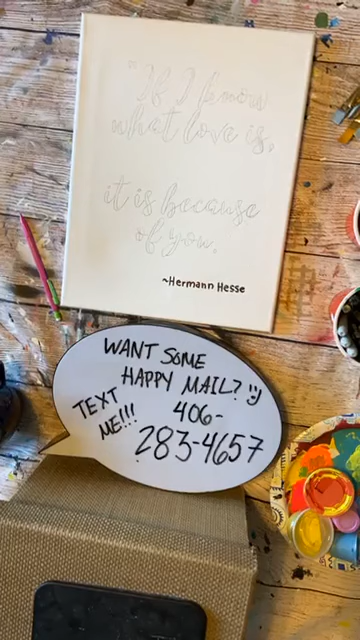 "If I know
what love is,
it is because
of you.
~Hermann Hesse
WANT SOME
HAPPY MAIL? :)
TEXT
ME!!!
406-
283-4657